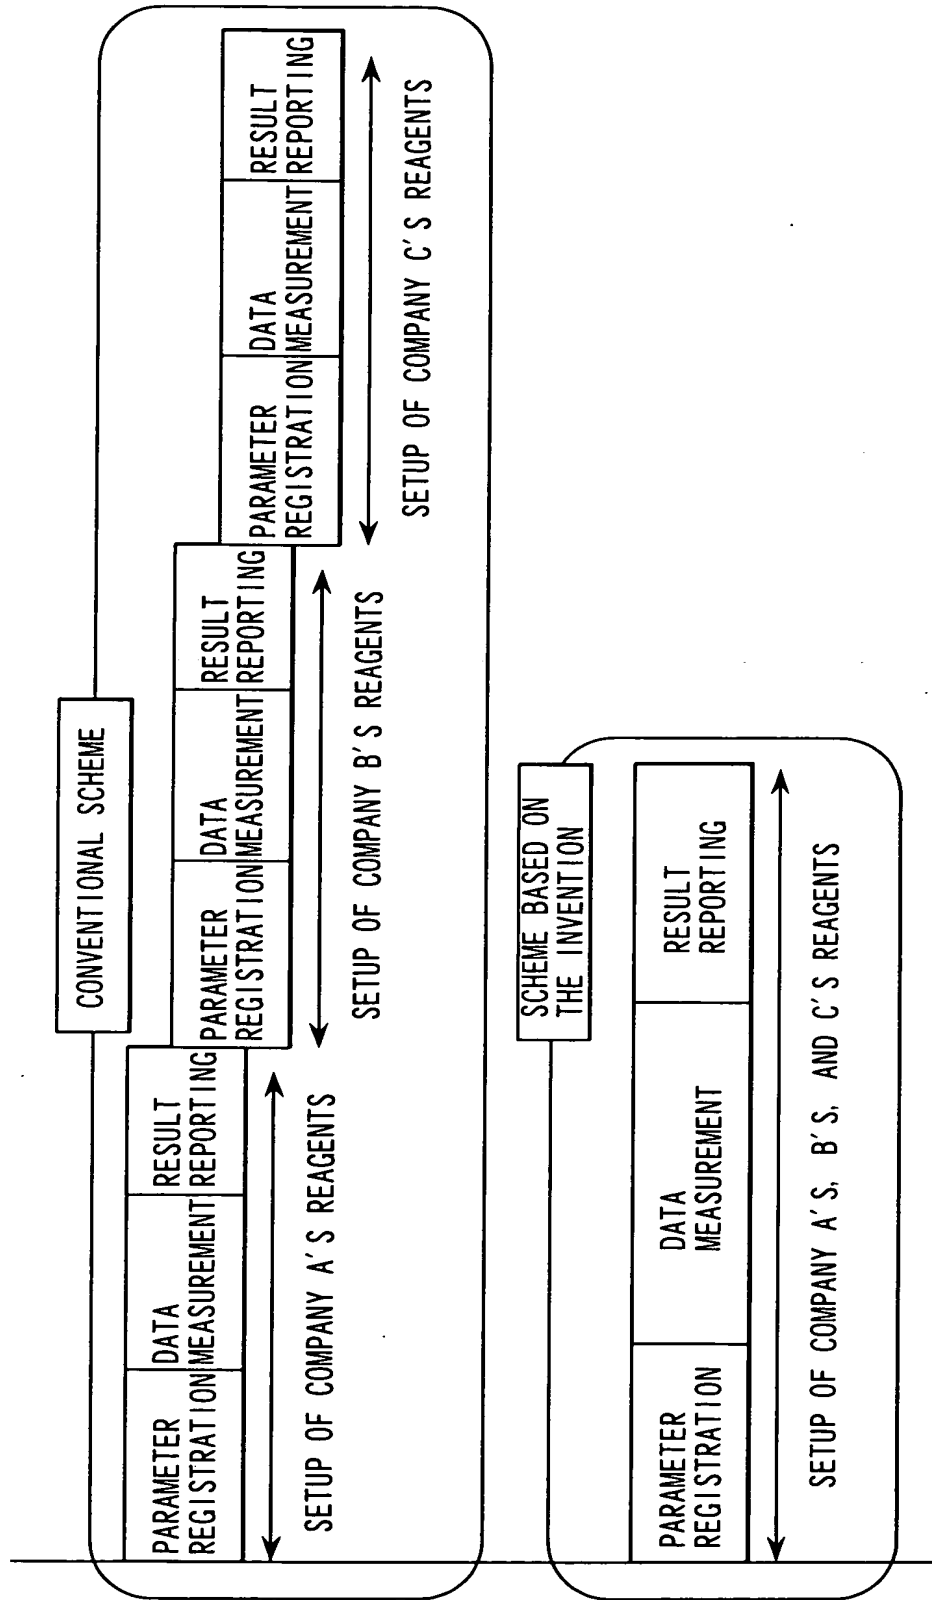 CONVENTIONAL SCHEME
PARAMETER
REGISTRATION
DATA
MEASUREMENT
RESULT
REPORTING
SETUP OF COMPANY A'S REAGENTS
PARAMETER
REGISTRATION
DATA
MEASUREMENT
RESULT
REPORTING
SETUP OF COMPANY B'S REAGENTS
PARAMETER
REGISTRATION
DATA
MEASUREMENT
RESULT
REPORTING
SETUP OF COMPANY C'S REAGENTS
SCHEME BASED ON
THE INVENTION
PARAMETER
REGISTRATION
DATA
MEASUREMENT
RESULT
REPORTING
SETUP OF COMPANY A'S, B'S, AND C'S REAGENTS